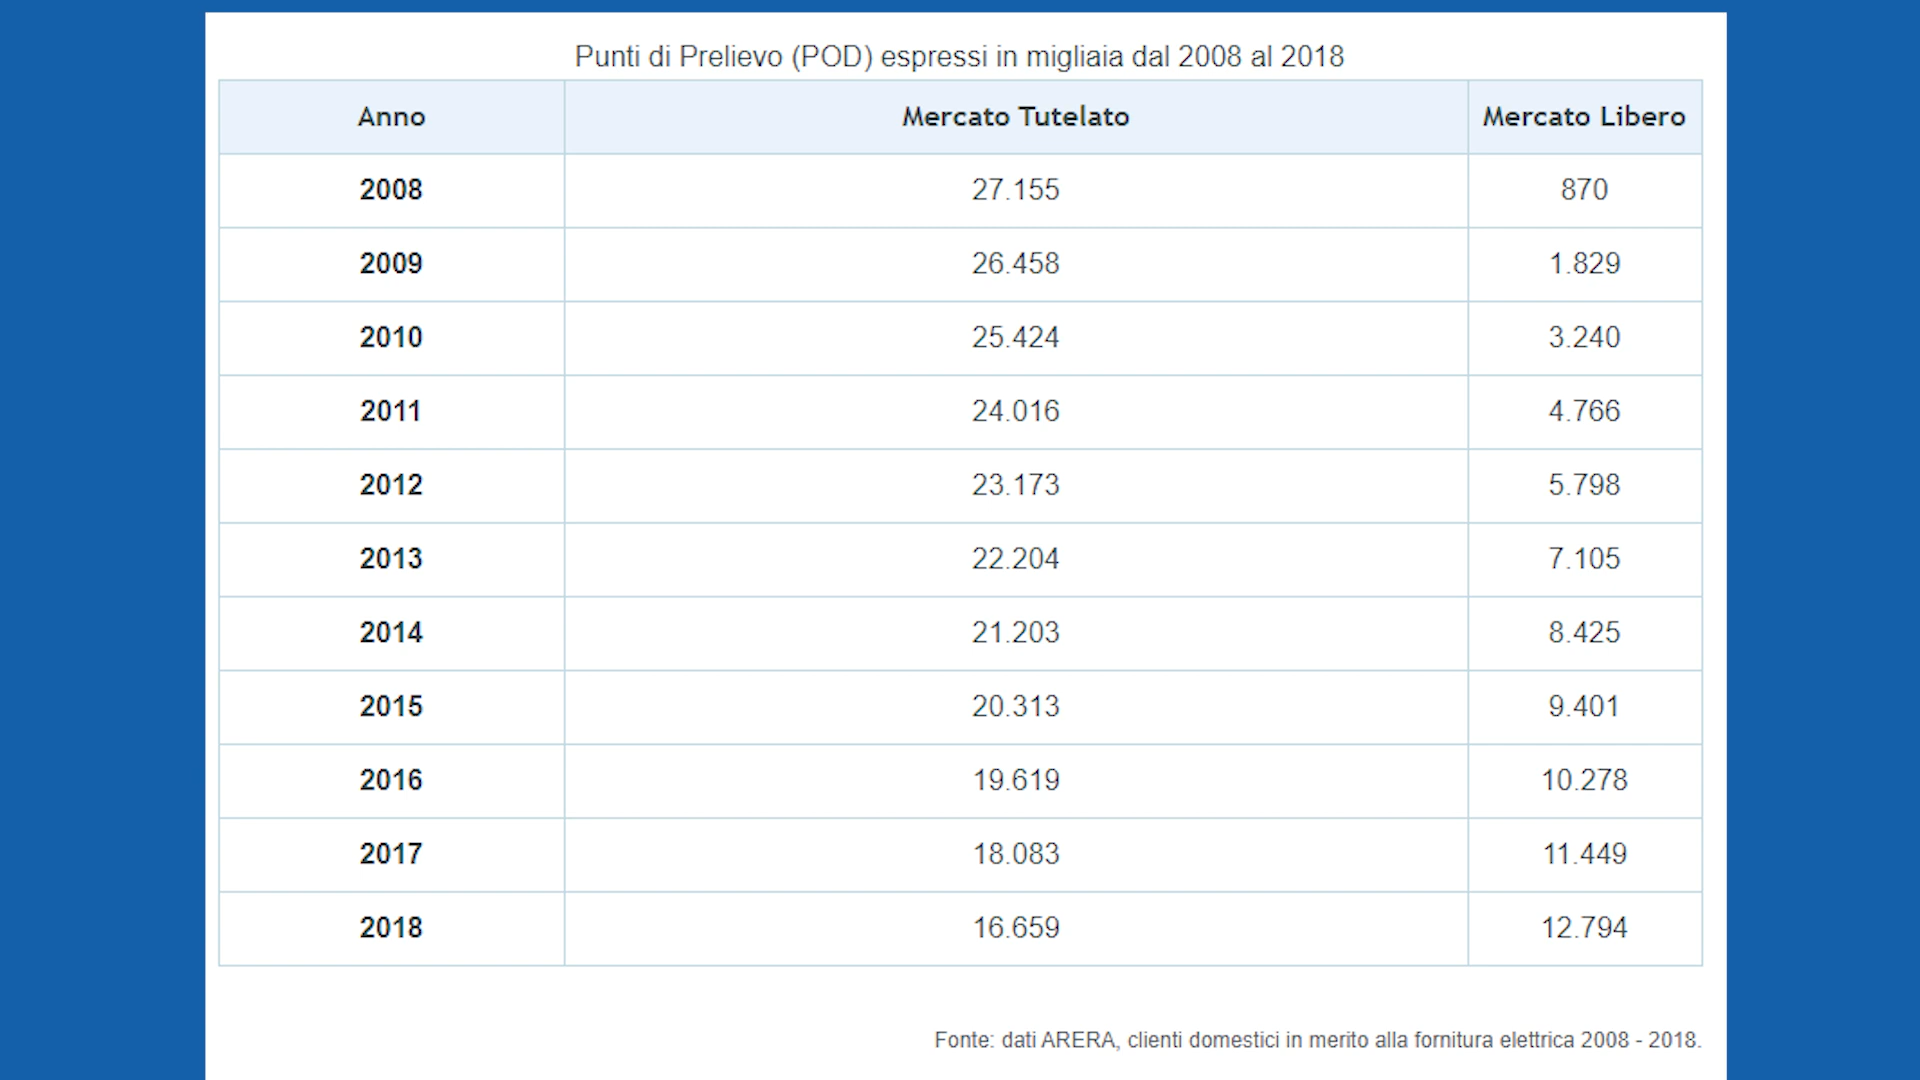 Punti di Prelievo (POD) espressi in migliaia dal 2008 al 2018
Anno Mercato Tutelato Mercato Libero
2008 27.155 870
2009 26.458 1.829
2010 25.424 3.240
2011 24.016 4.766
2012 23.173 5.798
2013 22.204 7.105
2014 21.203 8.425
2015 20.313 9.401
2016 19.619 10.278
2017 18.083 11.449
2018 16.659 12.794
Fonte: dati ARERA, clienti domestici in merito alla fornitura elettrica 2008 - 2018.